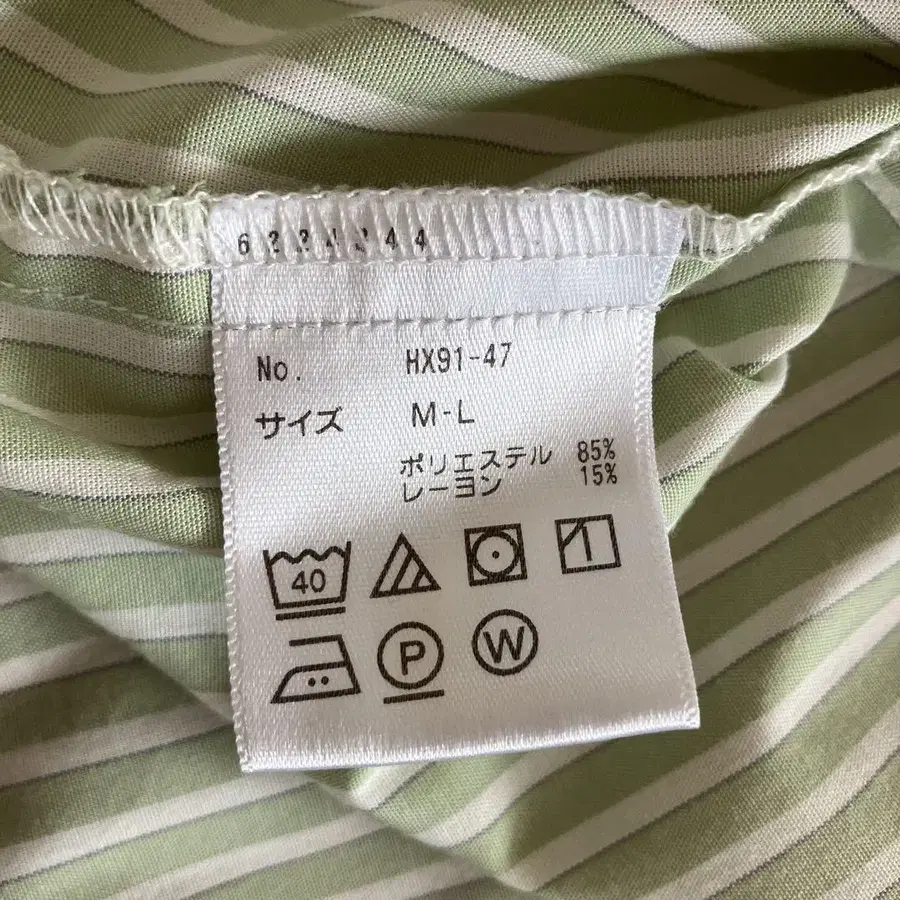 No. HX91-47
サイズ M-L
ポリエステル 85%
レーヨン 15%
40
P W